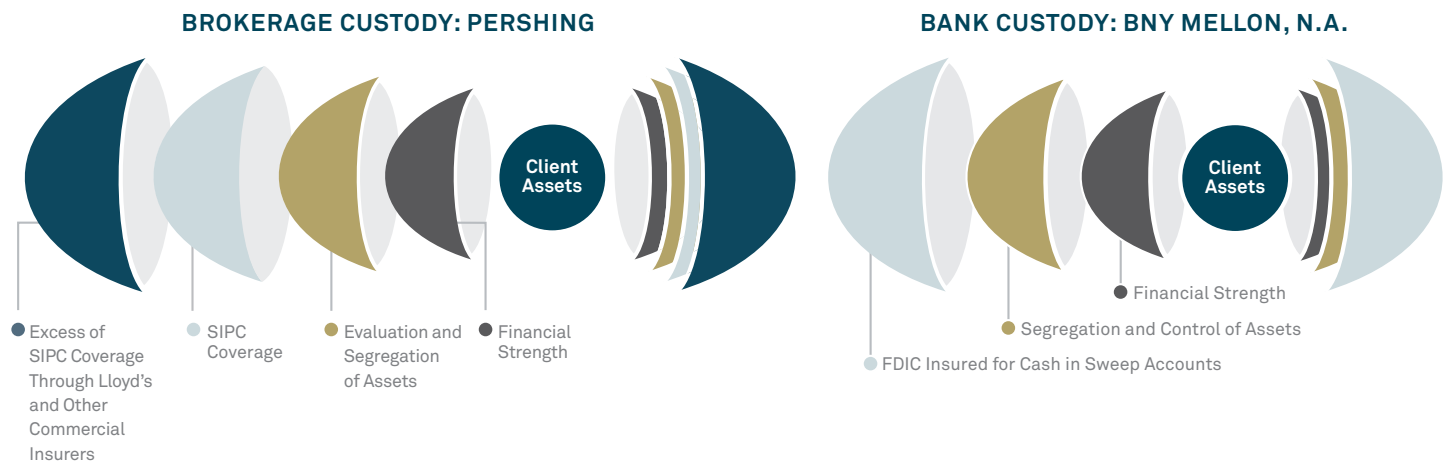 BROKERAGE CUSTODY: PERSHING
Client
Assets
Excess of
SIPC Coverage
Through Lloyd’s
and Other
Commercial
Insurers
SIPC
Coverage
Evaluation and
Segregation
of Assets
Financial
Strength
BANK CUSTODY: BNY MELLON, N.A.
Client
Assets
Financial Strength
Segregation and Control of Assets
FDIC Insured for Cash in Sweep Accounts